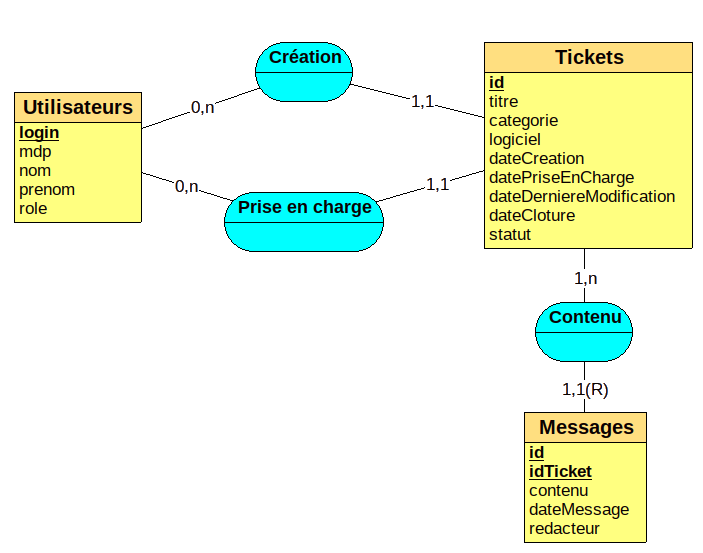 Création
Tickets
Utilisateurs
0,n
1,1
id
titre
categorie
logiciel
dateCreation
datePriseEnCharge
dateDerniereModification
dateCloture
statut
login
mdp
nom
prenom
role
0,n
Prise en charge
1,1
1,n
Contenu
1,1(R)
Messages
id
idTicket
contenu
dateMessage
redacteur